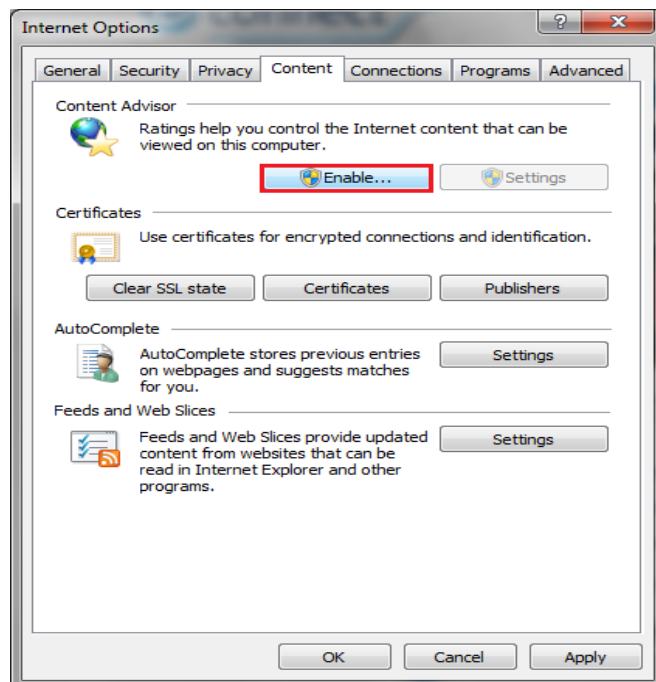 Internet Options
?
X
General Security Privacy Content Connections Programs Advanced
Content Advisor
Ratings help you control the Internet content that can be
viewed on this computer.
Enable... Settings
Certificates
Use certificates for encrypted connections and identification.
Clear SSL state Certificates Publishers
AutoComplete
AutoComplete stores previous entries
on webpages and suggests matches
for you.
Settings
Feeds and Web Slices
Feeds and Web Slices provide updated
content from websites that can be
read in Internet Explorer and other
programs.
Settings
OK Cancel Apply